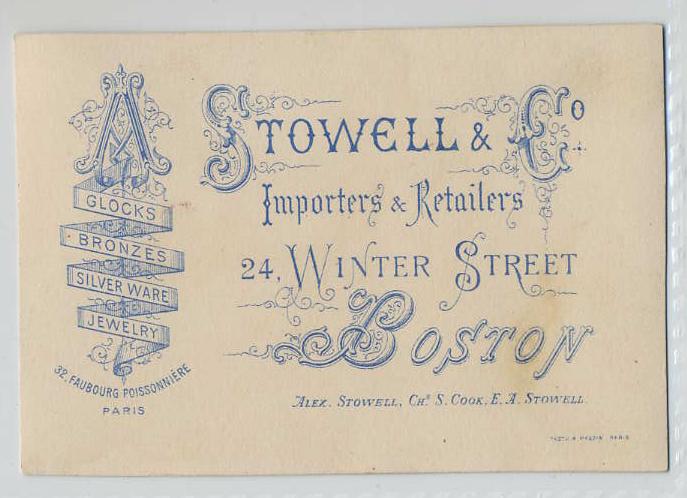 A
GLOCKS
BRONZES
SILVER WARE
JEWELRY
32, FAUBOURG POISSONNIÈRE
PARIS
STOWELL & Co
Importers & Retailers
24, WINTER STREET
BOSTON
ALEX. STOWELL, CHs S. COOK, E. A. STOWELL
PARIS